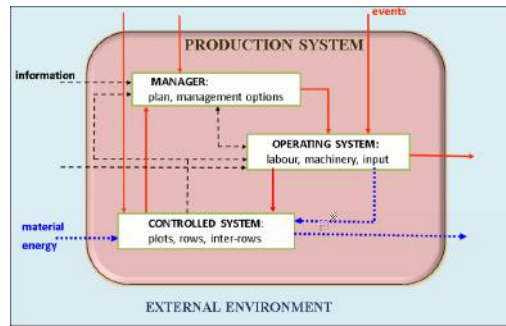 events
PRODUCTION SYSTEM
information
MANAGER:
plan, management options
OPERATING SYSTEM:
labour, machinery, input
material
energy
CONTROLLED SYSTEM:
plots, rows, inter-rows
EXTERNAL ENVIRONMENT